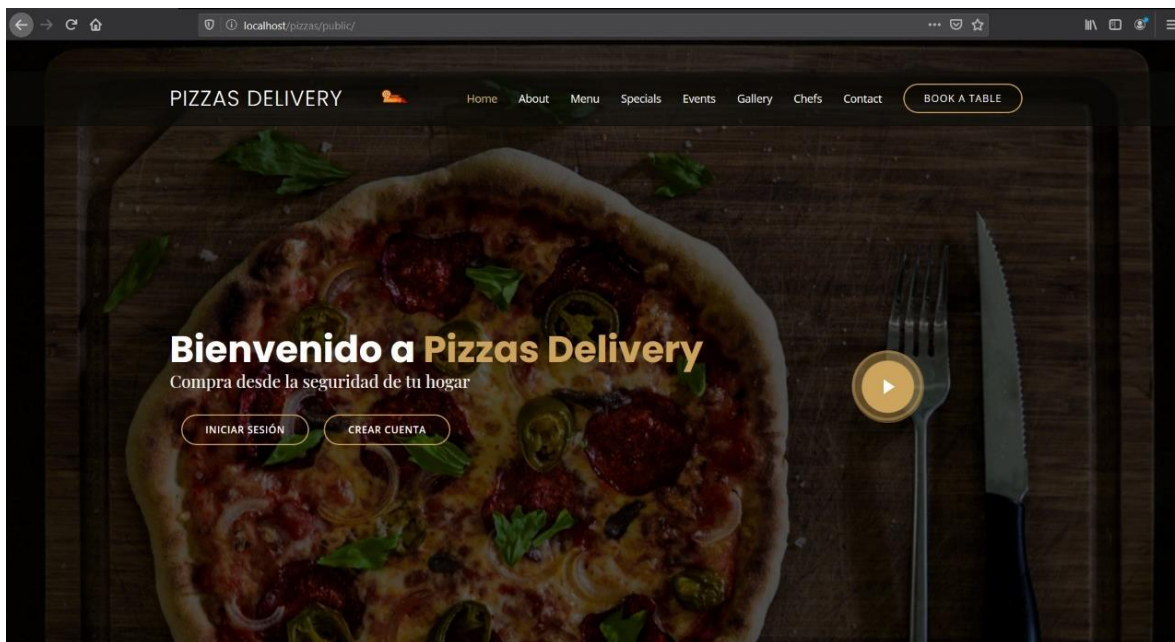 localhost/pizzas/public/
PIZZAS DELIVERY
Home About Menu Specials Events Gallery Chefs Contact BOOK A TABLE
Bienvenido a Pizzas Delivery
Compra desde la seguridad de tu hogar
INICIAR SESIÓN CREAR CUENTA